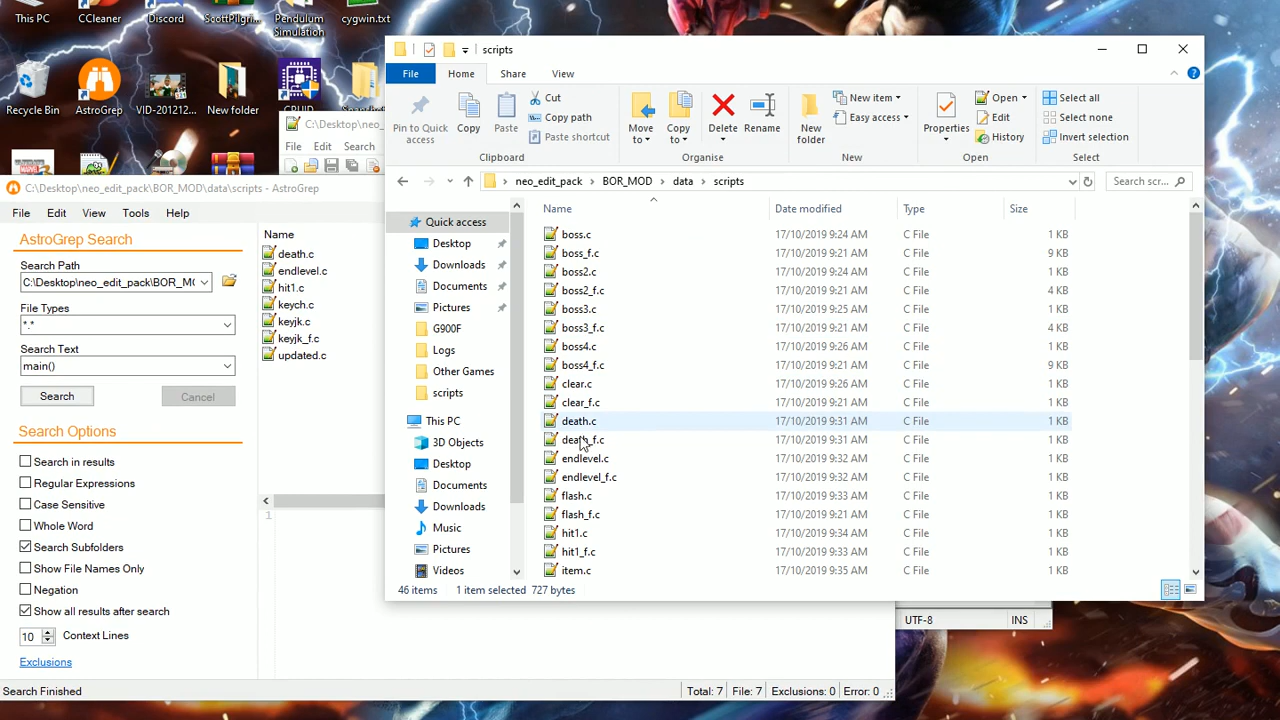 This PC
CCleaner
Discord
ScottPilgri...
Pendulum
Simulation
cygwin.txt
Recycle Bin
AstroGrep
VID-201212...
New folder
CPUID
C:\Desktop\neo_
File
Edit
Search
C:\Desktop\neo_edit_pack\BOR_MOD\data\scripts - AstroGrep
File
Edit
View
Tools
Help
AstroGrep Search
Search Path
C:\Desktop\neo_edit_pack\BOR_M(
File Types
*.*
Search Text
main()
Search
Cancel
Search Options
Search in results
Regular Expressions
Case Sensitive
Whole Word
Search Subfolders
Show File Names Only
Negation
Show all results after search
10
Context Lines
Exclusions
Search Finished
Name
death.c
endlevel.c
hit1.c
keych.c
keyjk.c
keyjk_f.c
updated.c
1
Total: 7
File: 7
Exclusions: 0
Error: 0
UTF-8
INS
scripts
File
Home
Share
View
Pin to Quick
access
Copy
Paste
Cut
Copy path
Paste shortcut
Clipboard
Move
to
Copy
to
Delete
Rename
Organise
New
folder
New item
Easy access
New
Properties
Open
Edit
History
Open
Select all
Select none
Invert selection
Select
neo_edit_pack
BOR_MOD
data
scripts
Search scr...
Quick access
Desktop
Downloads
Documents
Pictures
G900F
Logs
Other Games
scripts
This PC
3D Objects
Desktop
Documents
Downloads
Music
Pictures
Videos
Name Date modified Type Size
boss.c 17/10/2019 9:24 AM C File 1 KB
boss_f.c 17/10/2019 9:21 AM C File 9 KB
boss2.c 17/10/2019 9:24 AM C File 1 KB
boss2_f.c 17/10/2019 9:21 AM C File 4 KB
boss3.c 17/10/2019 9:25 AM C File 1 KB
boss3_f.c 17/10/2019 9:21 AM C File 4 KB
boss4.c 17/10/2019 9:26 AM C File 1 KB
boss4_f.c 17/10/2019 9:21 AM C File 9 KB
clear.c 17/10/2019 9:26 AM C File 1 KB
clear_f.c 17/10/2019 9:21 AM C File 1 KB
death.c 17/10/2019 9:31 AM C File 1 KB
death_f.c 17/10/2019 9:31 AM C File 1 KB
endlevel.c 17/10/2019 9:32 AM C File 1 KB
endlevel_f.c 17/10/2019 9:32 AM C File 1 KB
flash.c 17/10/2019 9:33 AM C File 1 KB
flash_f.c 17/10/2019 9:21 AM C File 1 KB
hit1.c 17/10/2019 9:34 AM C File 1 KB
hit1_f.c 17/10/2019 9:33 AM C File 1 KB
item.c 17/10/2019 9:35 AM C File 1 KB
46 items
1 item selected 727 bytes